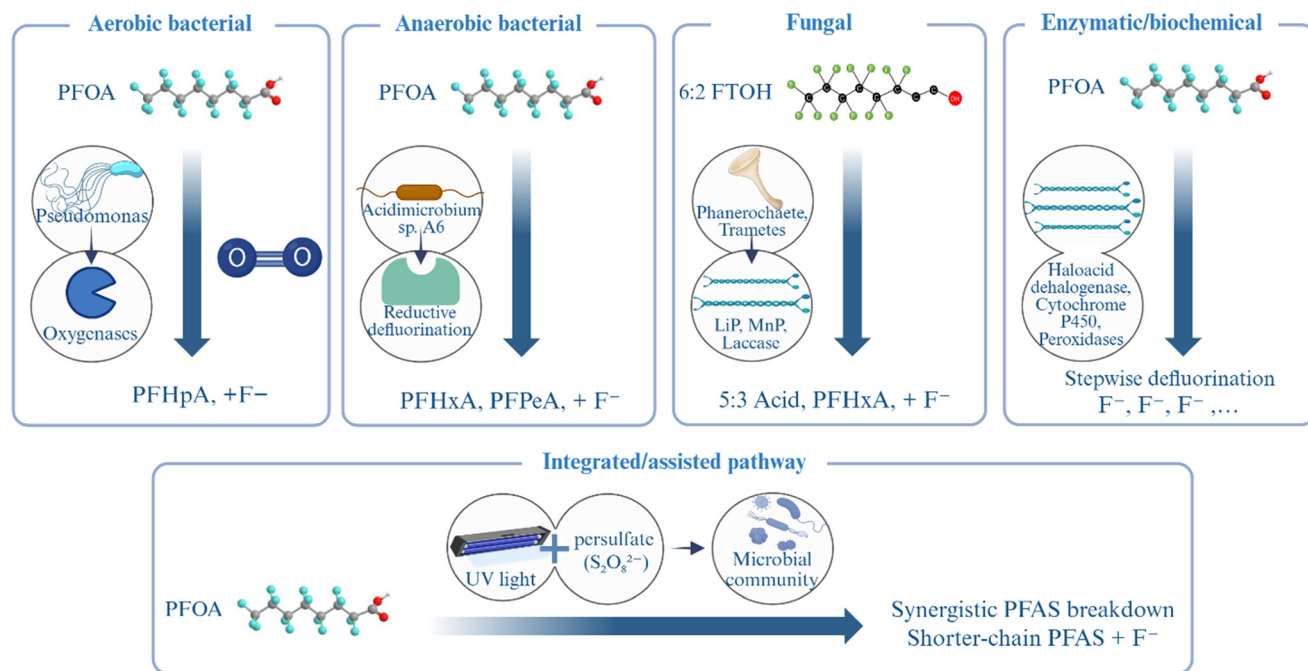 Aerobic bacterial
PFOA
Pseudomonas
Oxygcnascs
O O
PFHpA, +F−
Anaerobic bacterial
PFOA
Acidimicrobium
sp. A6
Reductive
defluorination
PFHxA, PFPeA, + F⁻
Fungal
6:2 FTOH
F F F F F F F F F F F F F
C C C C C C C C
OH
Phanerochaete,
Trametes
LiP, MnP,
Laccase
5:3 Acid, PFHxA, + F⁻
Enzymatic/biochemical
PFOA
Haloacid
dehalogenase,
Cytochrome
P450,
Peroxidases
Stepwise defluorination
F⁻, F⁻, F⁻ ,...
Integrated/assisted pathway
PFOA
UV light
+
persulfate
(S₂O₈²⁻)
Microbial
community
Synergistic PFAS breakdown
Shorter-chain PFAS + F⁻